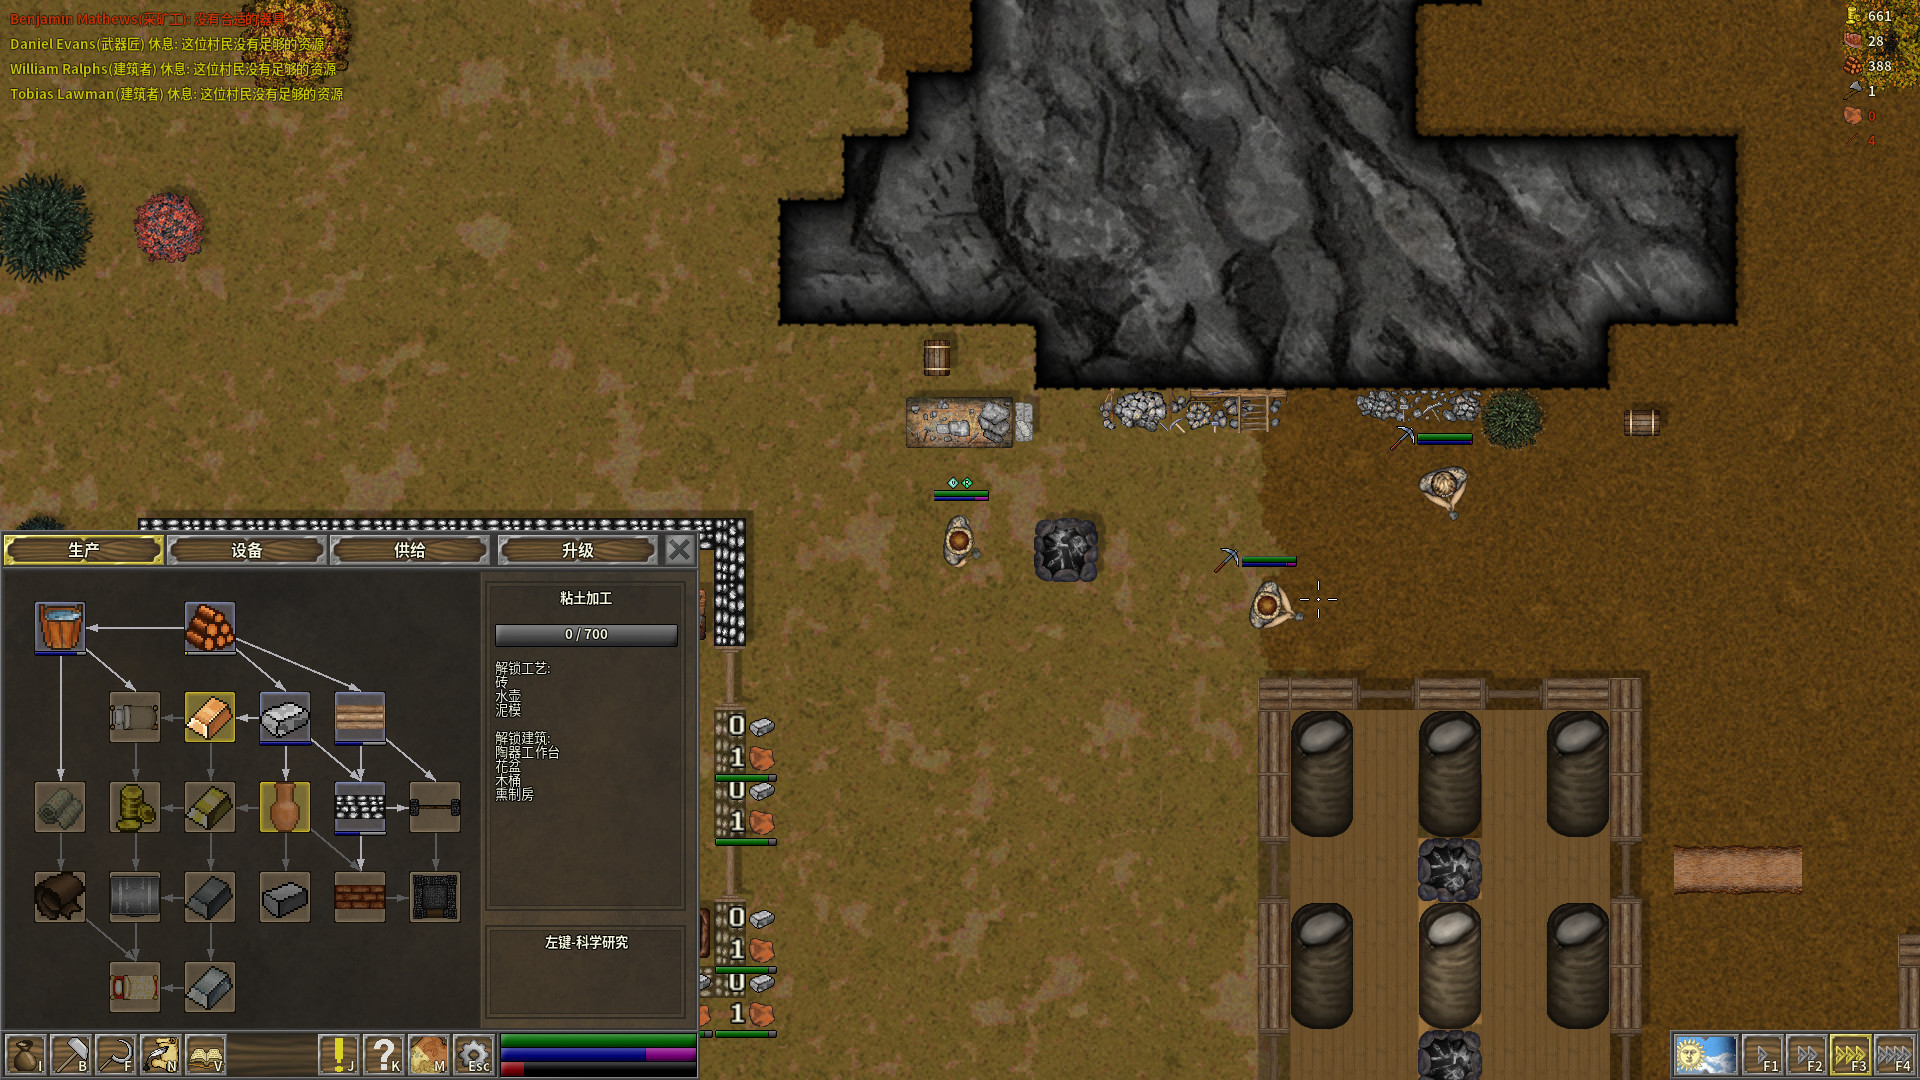 Benjamin Mathews(采矿工): 没有合适的器具
Daniel Evans(武器匠) 休息: 这位村民没有足够的资源
William Ralphs(建筑者) 休息: 这位村民没有足够的资源
Tobias Lawman(建筑者) 休息: 这位村民没有足够的资源
661
28
388
1
0
4
生产
设备
供给
升级
粘土加工
0 / 700
解锁工艺:
砖
水壶
泥模
解锁建筑:
陶器工作台
花盆
木桶
熏制房
左键-科学研究
0
1
0
1
0
1
0
1
I
B
F
N
V
J
K
M
Esc
F1
F2
F3
F4